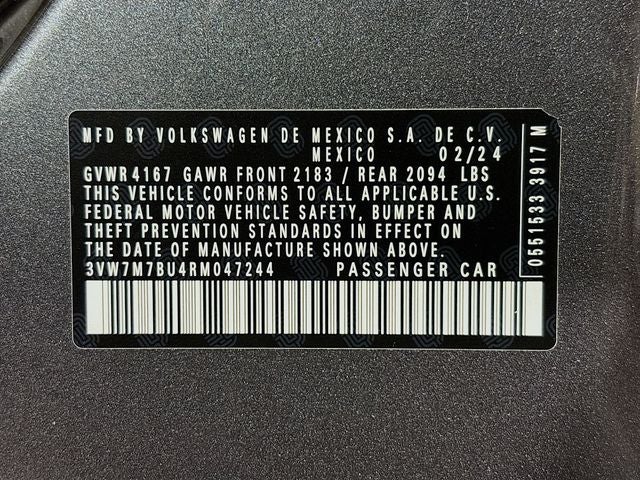 MFD BY VOLKSWAGEN DE MEXICO S.A. DE C.V.
MEXICO 02/24
GVWR 4167 GAWR FRONT 2183 / REAR 2094 LBS
THIS VEHICLE CONFORMS TO ALL APPLICABLE U.S.
FEDERAL MOTOR VEHICLE SAFETY, BUMPER AND
THEFT PREVENTION STANDARDS IN EFFECT ON
THE DATE OF MANUFACTURE SHOWN ABOVE.
3VW7M7BU4RM047244 PASSENGER CAR
0551533 3917 M